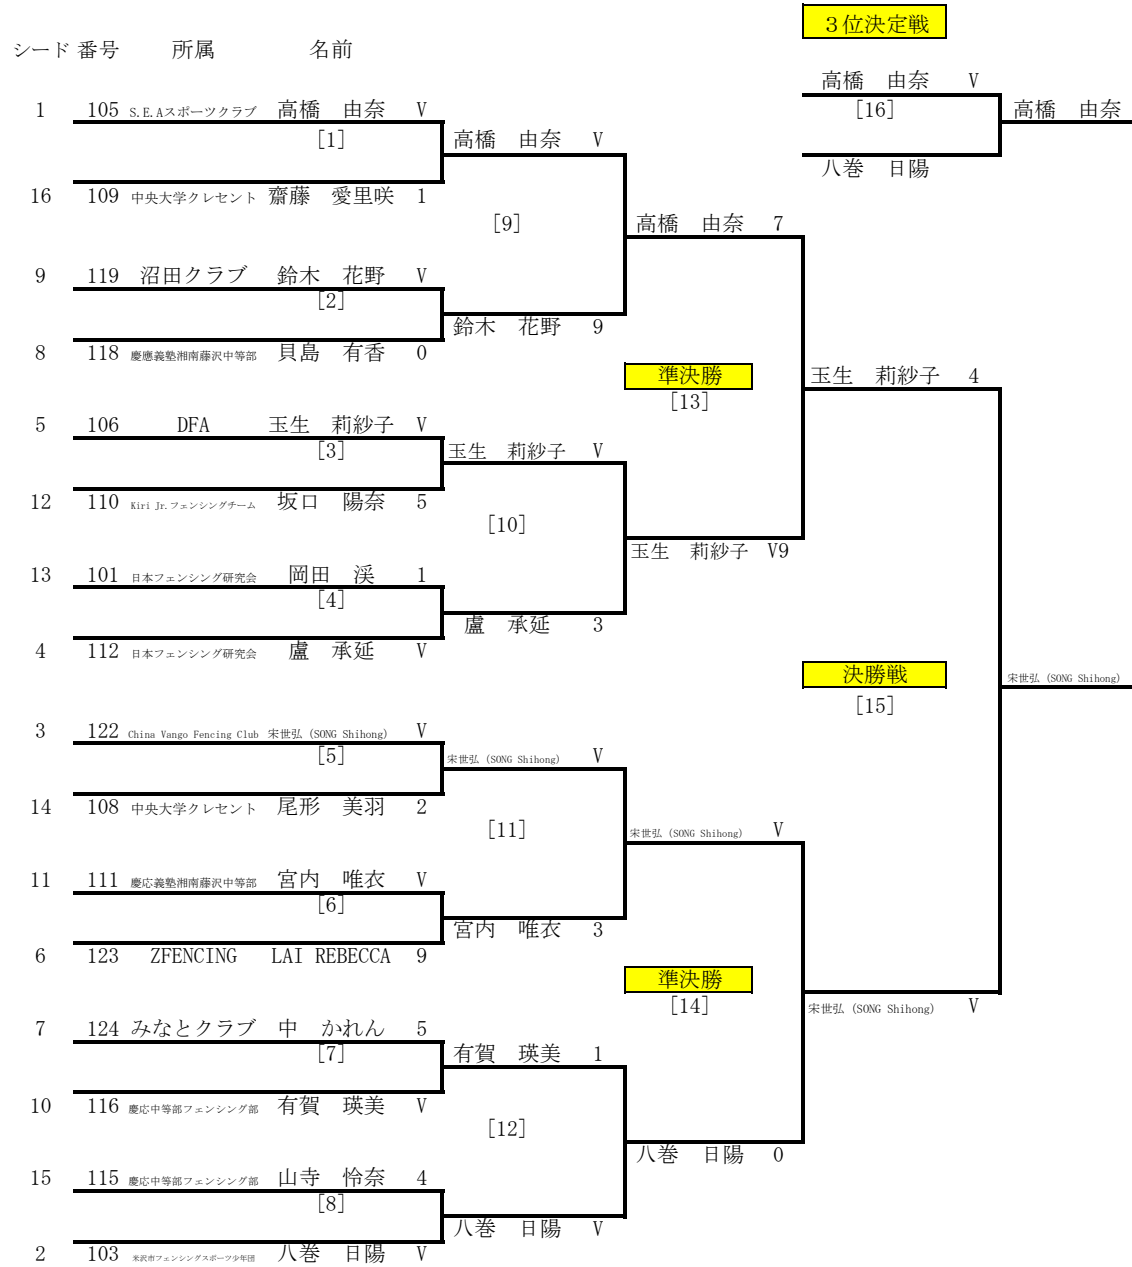 ３位決定戦
シード 番号 所属 名前
高橋　由奈 V
1 105 S.E.Aスポーツクラブ 高橋　由奈 V
[16]
高橋　由奈
[1]
高橋　由奈 V
八巻　日陽
16 109 中央大学クレセント 齋藤　愛里咲 1
[9]
高橋　由奈 7
9 119 沼田クラブ 鈴木　花野 V
[2]
鈴木　花野 9
8 118 慶應義塾湘南藤沢中等部 貝島　有香 0
準決勝
玉生　莉紗子 4
[13]
5 106 DFA 玉生　莉紗子 V
[3]
玉生　莉紗子 V
12 110 Kiri Jr.フェンシングチーム 坂口　陽奈 5
[10]
玉生　莉紗子 V9
13 101 日本フェンシング研究会 岡田　渓 1
[4]
盧　承延 3
4 112 日本フェンシング研究会 盧　承延 V
決勝戦
宋世弘 (SONG Shihong)
[15]
3 122 China Vango Fencing Club 宋世弘 (SONG Shihong) V
[5]
宋世弘 (SONG Shihong) V
14 108 中央大学クレセント 尾形　美羽 2
[11]
宋世弘 (SONG Shihong) V
11 111 慶応義塾湘南藤沢中等部 宮内　唯衣 V
[6]
宮内　唯衣 3
6 123 ZFENCING LAI REBECCA 9
準決勝
[14]
宋世弘 (SONG Shihong) V
7 124 みなとクラブ 中　かれん 5
[7]
有賀　瑛美 1
10 116 慶応中等部フェンシング部 有賀　瑛美 V
[12]
八巻　日陽 0
15 115 慶応中等部フェンシング部 山寺　怜奈 4
[8]
八巻　日陽 V
2 103 米沢市フェンシングスポーツ少年団 八巻　日陽 V